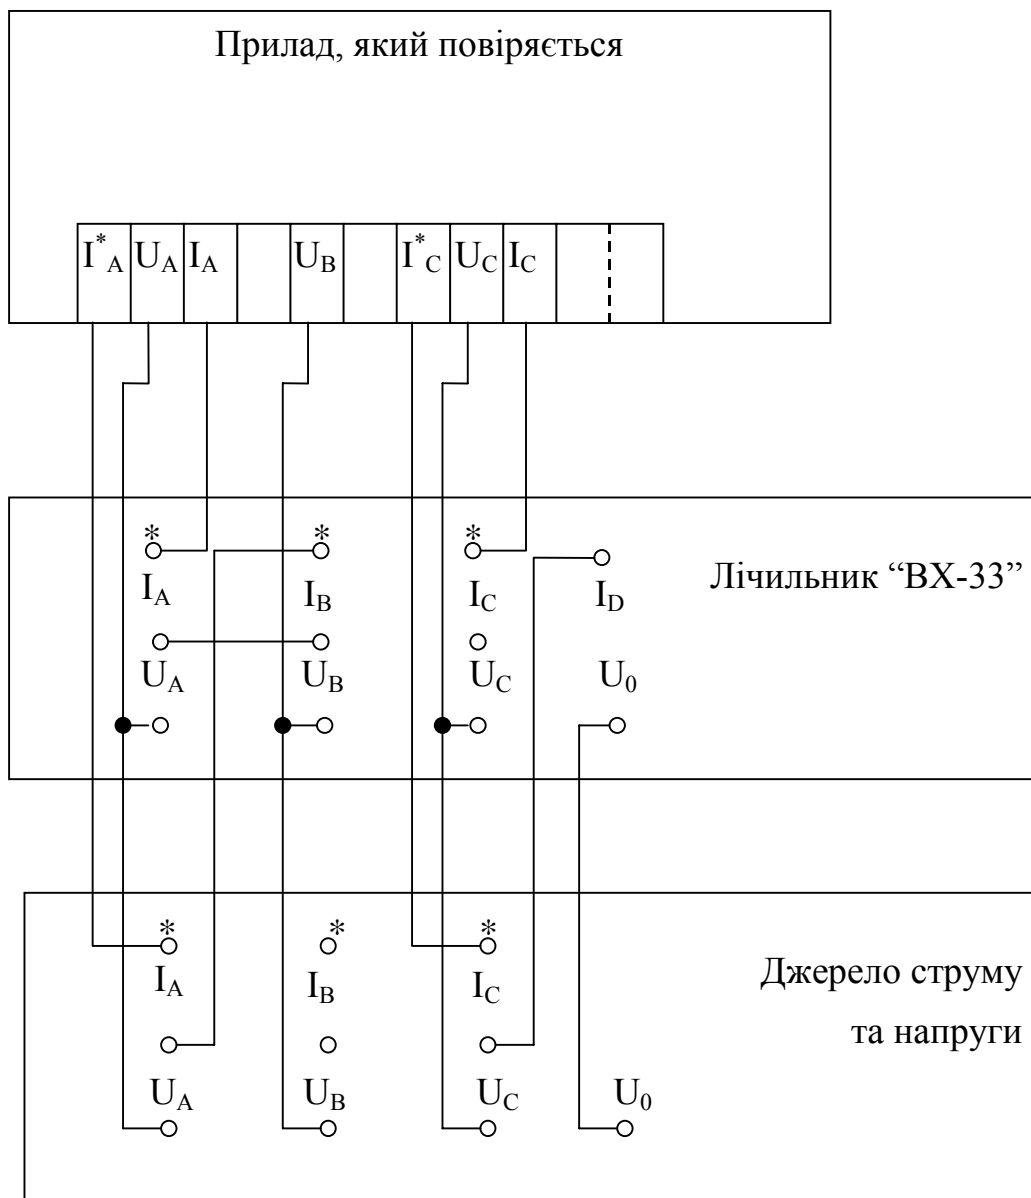 Прилад, який повіряється
I*A UA IA UB I*C UC IC
* * *
IA IB IC ID
Лічильник “ВХ-33”
UA UB UC U0
* * *
IA IB IC
Джерело струму
та напруги
UA UB UC U0